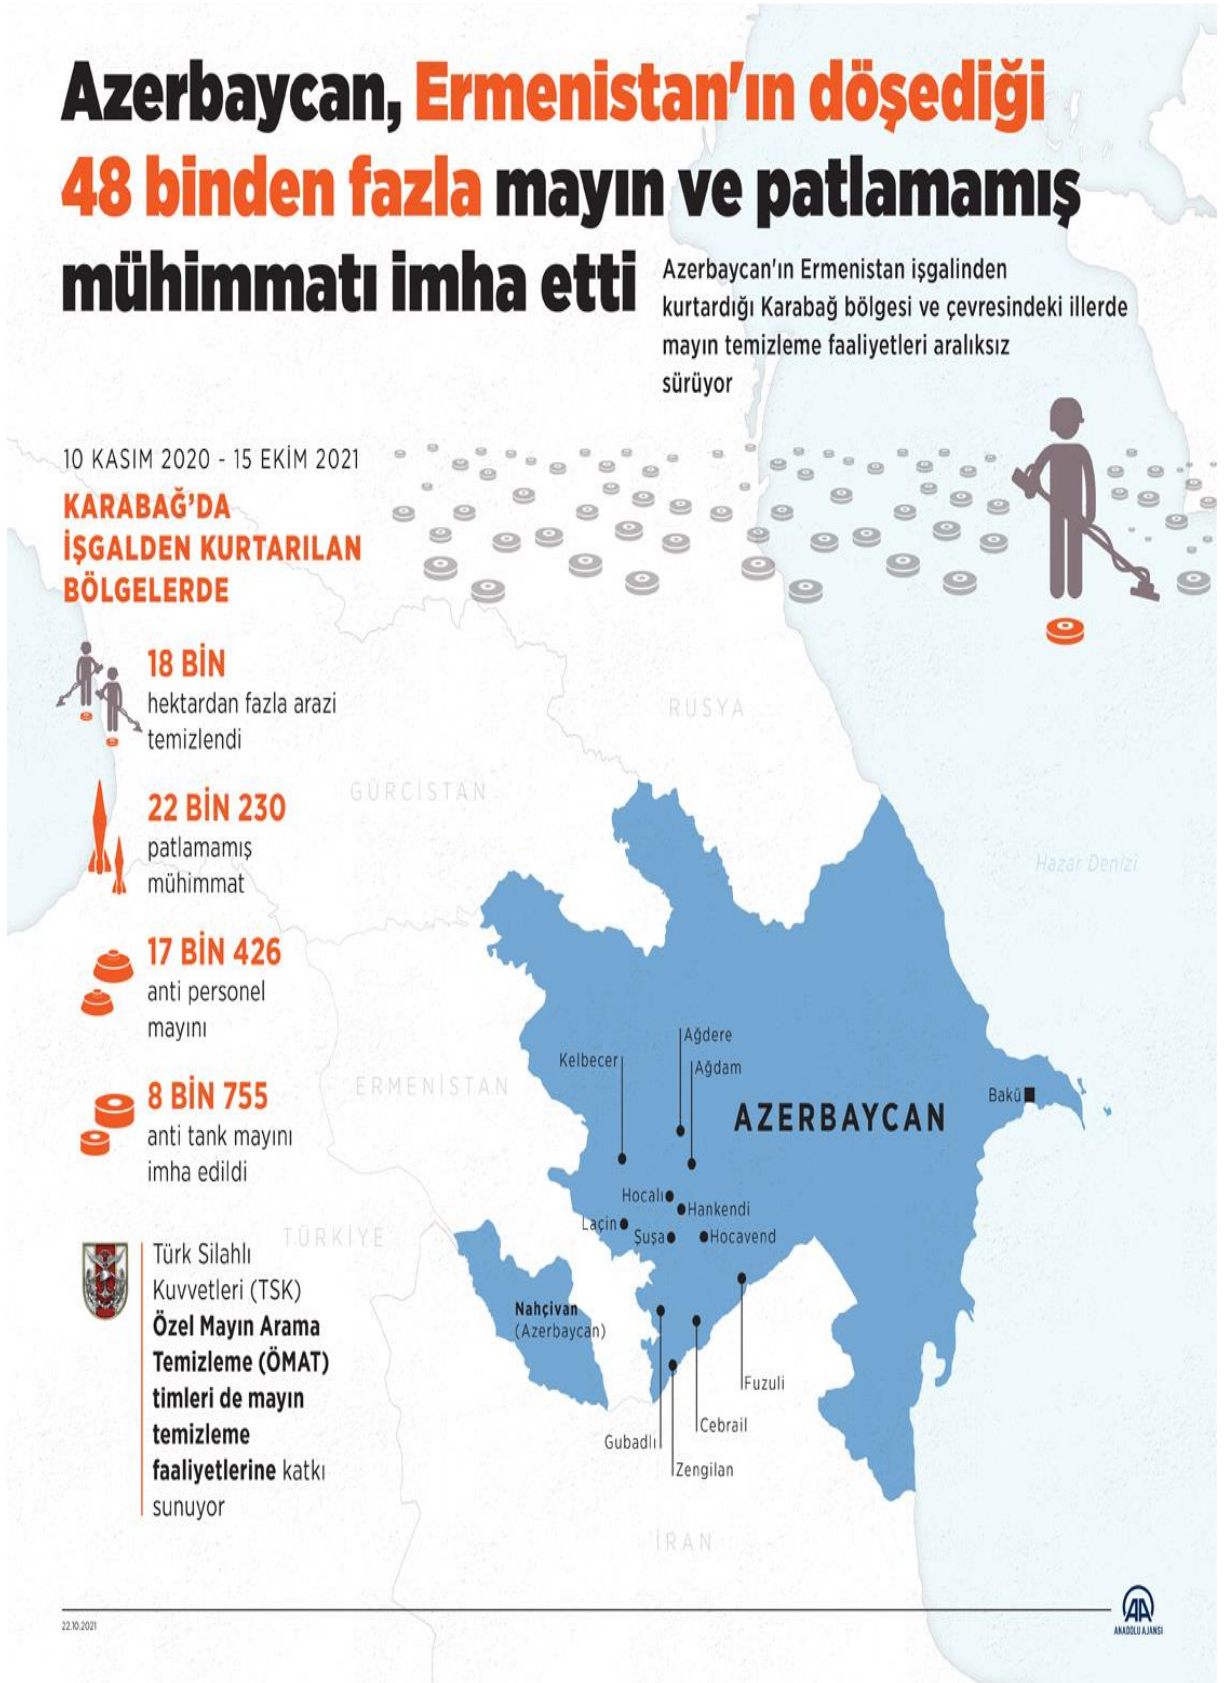 Azerbaycan, Ermenistan'ın döşediği
48 binden fazla mayın ve patlamamış
mühimmatı imha etti
Azerbaycan'ın Ermenistan işgalinden
kurtardığı Karabağ bölgesi ve çevresindeki illerde
mayın temizleme faaliyetleri aralıksız
sürüyor
10 KASIM 2020 - 15 EKİM 2021
KARABAĞ'DA
İŞGALDEN KURTARILAN
BÖLGELERDE
18 BİN
hektardan fazla arazi
temizlendi
22 BİN 230
patlamamış
mühimmat
17 BİN 426
anti personel
mayını
8 BİN 755
anti tank mayını
imha edildi
Türk Silahlı
Kuvvetleri (TSK)
Özel Mayın Arama
Temizleme (ÖMAT)
timleri de mayın
temizleme
faaliyetlerine katkı
sunuyor
RUSYA
GÜRCİSTAN
Hazar Denizi
ERMENİSTAN
TÜRKİYE
İRAN
AZERBAYCAN
Bakü
Ağdere
Kelbecer
Ağdam
Hocalı
Hankendi
Laçin
Şuşa
Hocavend
Nahçivan
(Azerbaycan)
Fuzuli
Cebrail
Gubadlı
Zengilan
22.10.2021
AA
ANADOLU AJANSI